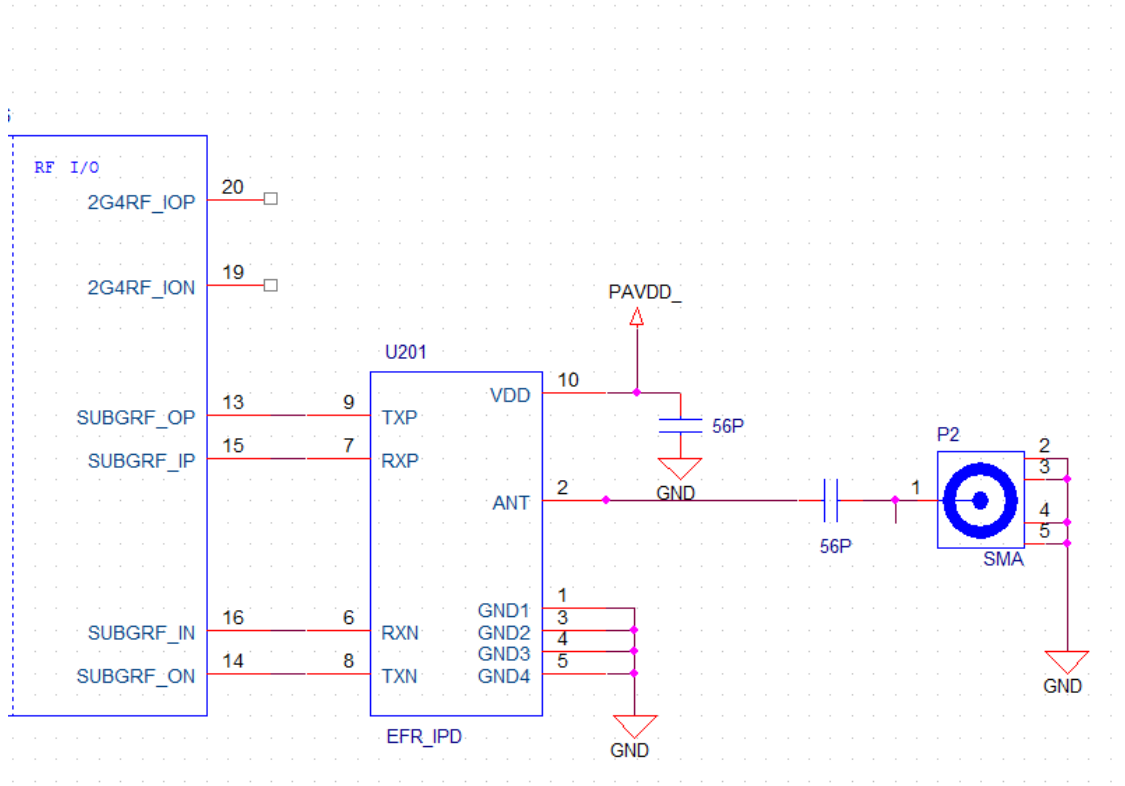 RF I/O
2G4RF_IOP
20
2G4RF_ION
19
PAVDD_
U201
VDD
10
SUBGRF_OP
13
9
TXP
56P
SUBGRF_IP
15
7
RXP
P2
2
3
GND
ANT
2
1
4
5
56P
SMA
GND1
1
SUBGRF_IN
16
6
RXN
GND2
3
GND3
4
SUBGRF_ON
14
8
TXN
GND4
5
GND
EFR_IPD
GND